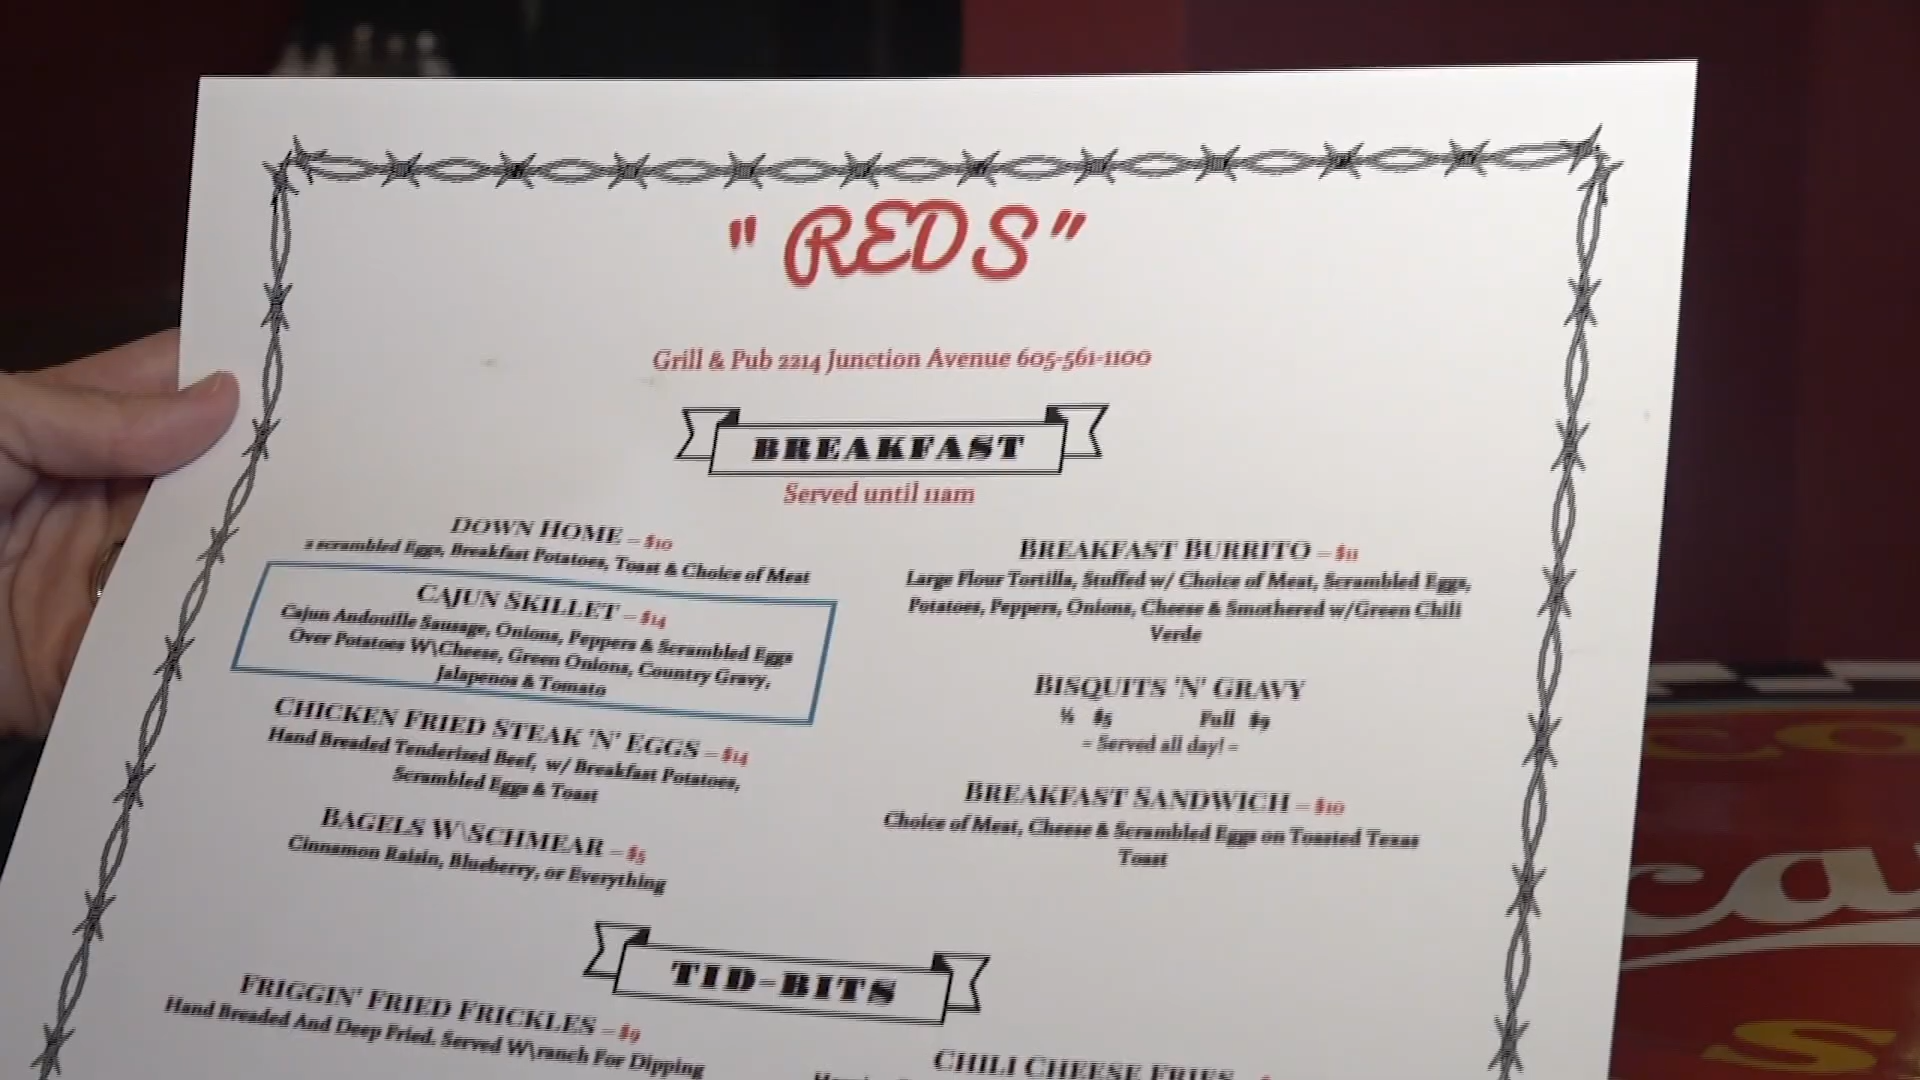 " REDS"
Grill & Pub 2214 Junction Avenue 605-561-1100
BREAKFAST
Served until 11am
DOWN HOME – $10
2 scrambled Eggs, Breakfast Potatoes, Toast & Choice of Meat
CAJUN SKILLET – $14
Cajun Andouille Sausage, Onions, Peppers & Scrambled Eggs
Over Potatoes W\Cheese, Green Onions, Country Gravy,
Jalapenos & Tomato
CHICKEN FRIED STEAK 'N' EGGS – $14
Hand Breaded Tenderized Beef, w/ Breakfast Potatoes,
Scrambled Eggs & Toast
BAGELS W\SCHMEAR – $5
Cinnamon Raisin, Blueberry, or Everything
BREAKFAST BURRITO – $11
Large Flour Tortilla, Stuffed w/ Choice of Meat, Scrambled Eggs,
Potatoes, Peppers, Onions, Cheese & Smothered w/Green Chili
Verde
BISQUITS 'N' GRAVY
½ $5 Full $9
- Served all day! -
BREAKFAST SANDWICH – $10
Choice of Meat, Cheese & Scrambled Eggs on Toasted Texas
Toast
TID-BITS
FRIGGIN' FRIED FRICKLES – $9
Hand Breaded And Deep Fried. Served W\ranch For Dipping
CHILI CHEESE FRIES